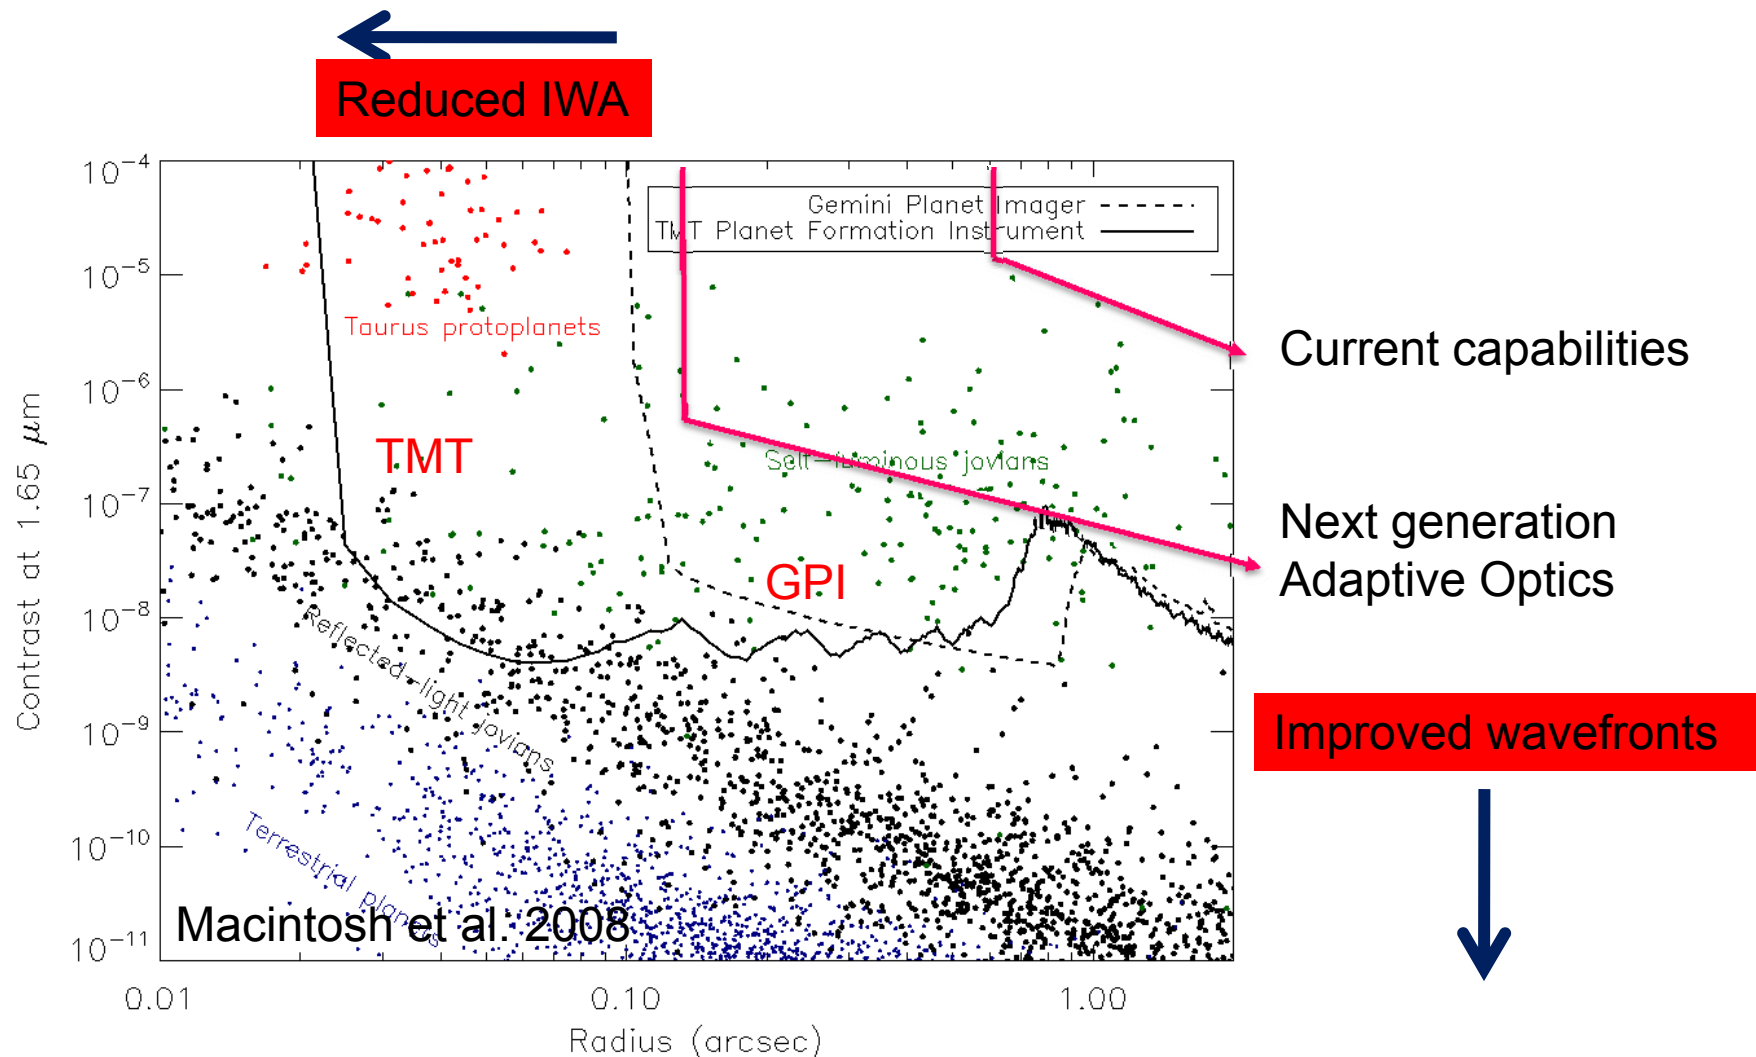 Reduced IWA
10⁻⁴
10⁻⁵
10⁻⁶
10⁻⁷
10⁻⁸
10⁻⁹
10⁻¹⁰
10⁻¹¹
Contrast at 1.65 μm
Gemini Planet Imager
TMT Planet Formation Instrument
Taurus protoplanets
TMT
Self-luminous jovians
GPI
Reflected-light jovians
Terrestrial planets
Macintosh et al. 2008
Current capabilities
Next generation
Adaptive Optics
Improved wavefronts
0.01
0.10
1.00
Radius (arcsec)